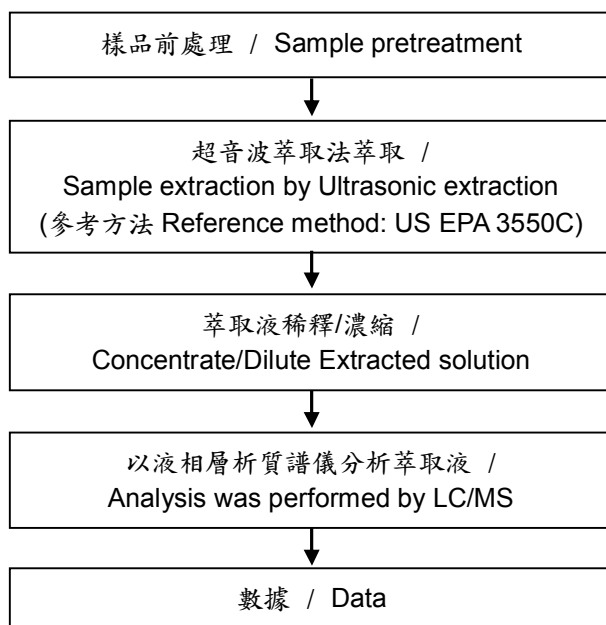 樣品前處理 / Sample pretreatment
超音波萃取法萃取 /
Sample extraction by Ultrasonic extraction
(參考方法 Reference method: US EPA 3550C)
萃取液稀釋/濃縮 /
Concentrate/Dilute Extracted solution
以液相層析質譜儀分析萃取液 /
Analysis was performed by LC/MS
數據 / Data